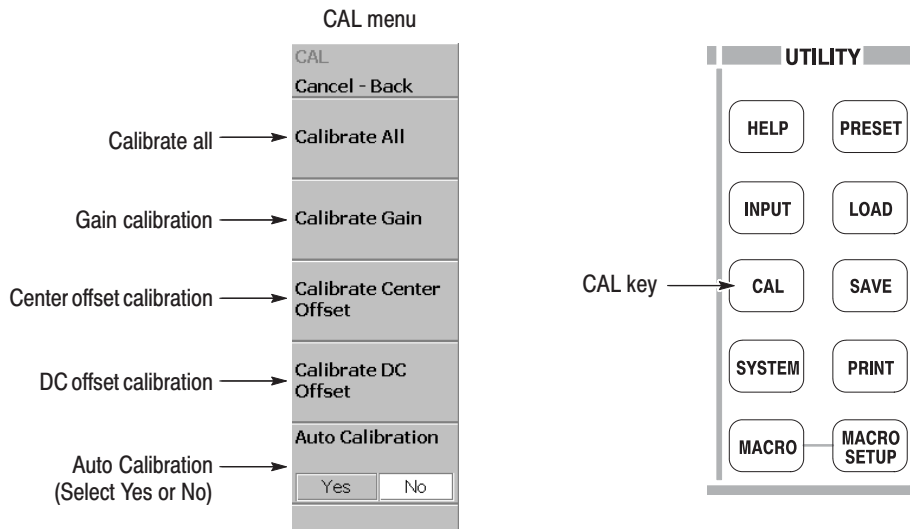 CAL menu
CAL
Cancel - Back
Calibrate all
Calibrate All
Gain calibration
Calibrate Gain
Center offset calibration
Calibrate Center
Offset
DC offset calibration
Calibrate DC
Offset
Auto Calibration
(Select Yes or No)
Auto Calibration
Yes No
UTILITY
HELP PRESET
INPUT LOAD
CAL key
CAL SAVE
SYSTEM PRINT
MACRO MACRO
SETUP